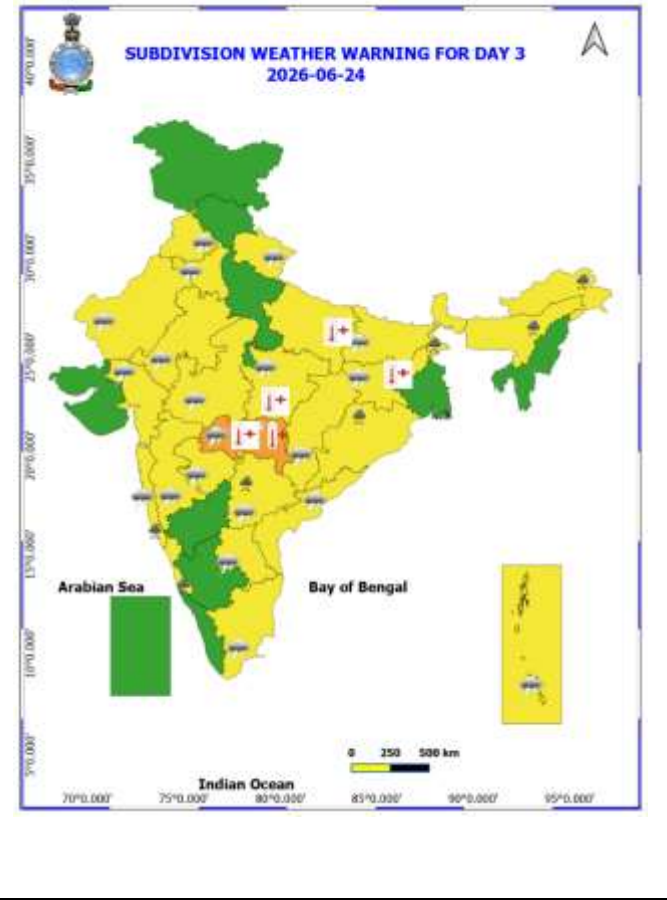 SUBDIVISION WEATHER WARNING FOR DAY 3
2026-06-24
40°0.000'
35°0.000'
30°0.000'
25°0.000'
20°0.000'
15°0.000'
Arabian Sea
Bay of Bengal
10°0.000'
0 250 500 km
5°0.000'
Indian Ocean
70°0.000' 75°0.000' 80°0.000' 85°0.000' 90°0.000' 95°0.000'